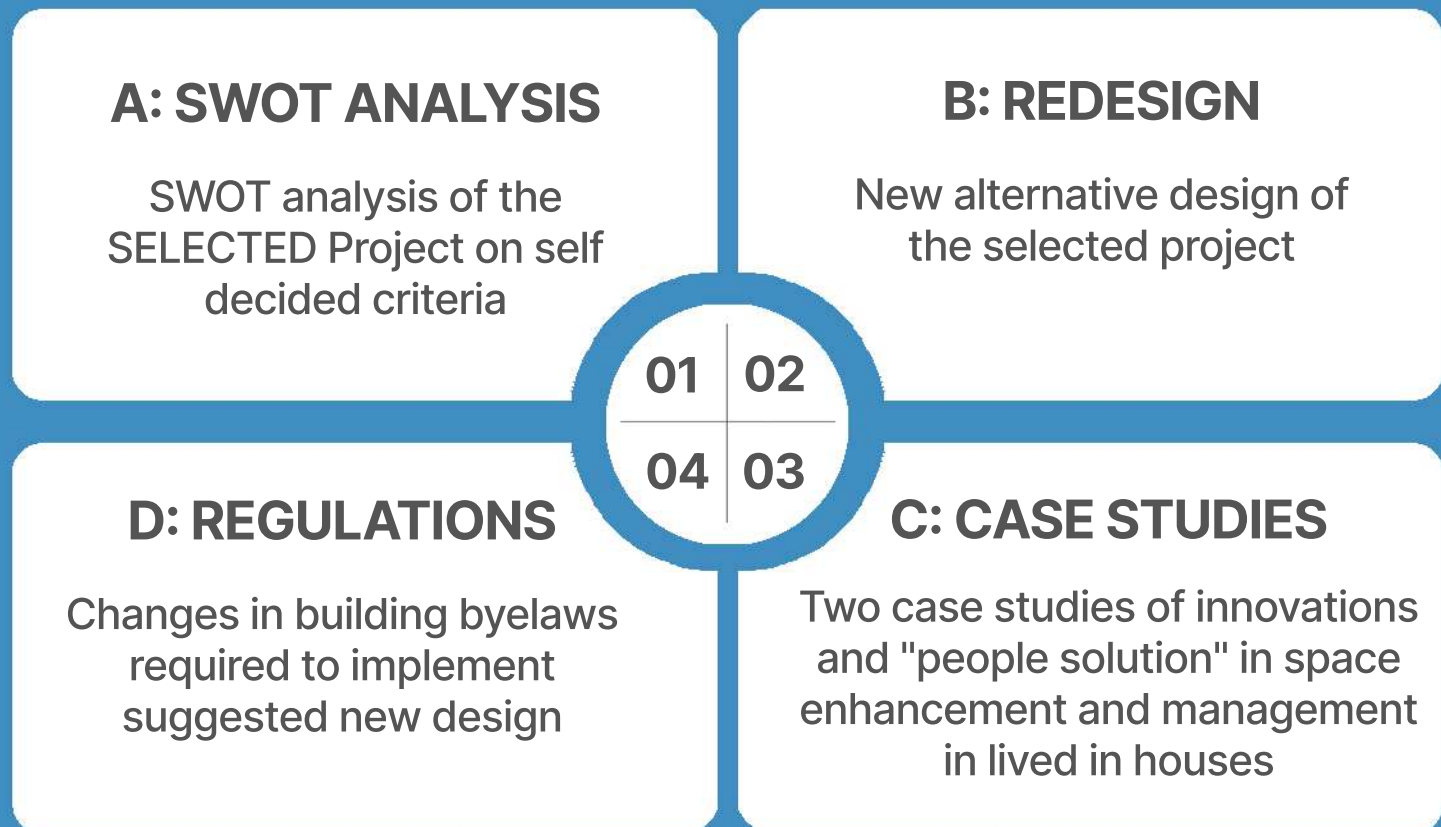 A: SWOT ANALYSIS
SWOT analysis of the
SELECTED Project on self
decided criteria
B: REDESIGN
New alternative design of
the selected project
01
02
04
03
D: REGULATIONS
Changes in building byelaws
required to implement
suggested new design
C: CASE STUDIES
Two case studies of innovations
and "people solution" in space
enhancement and management
in lived in houses